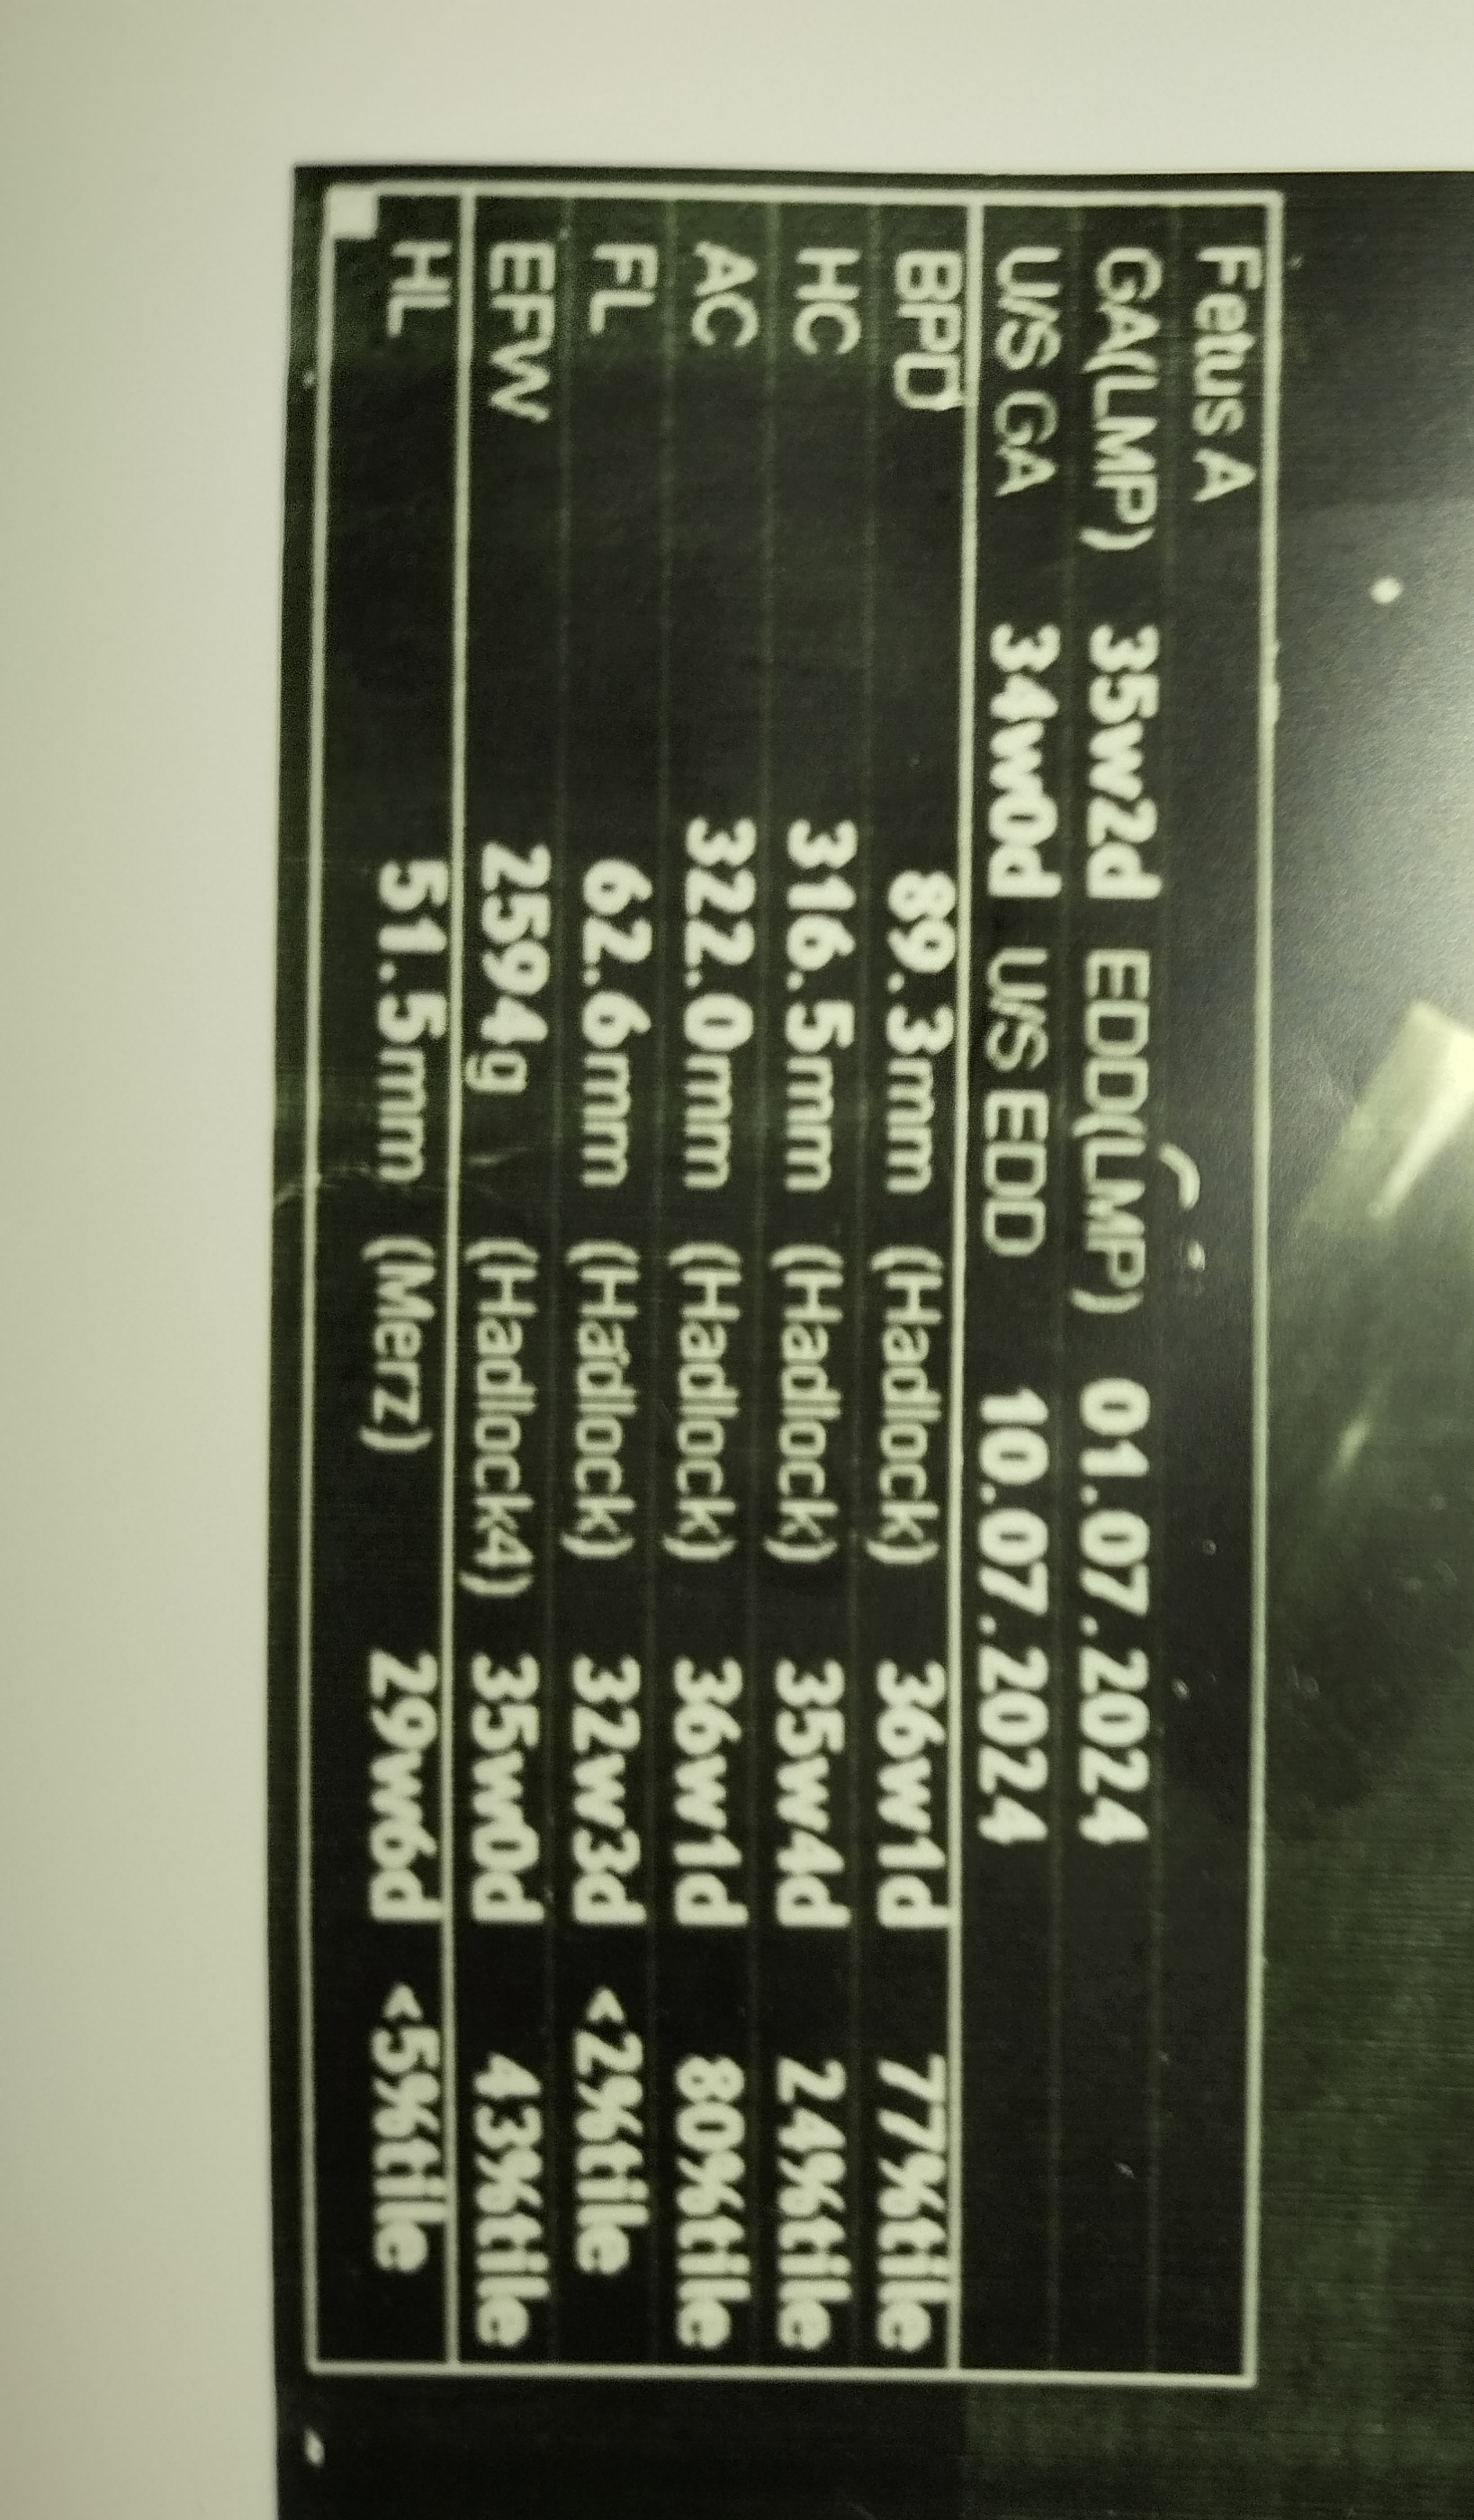 Fetus A
GA(LMP) 35w2d EDD(LMP) 01.07.2024
U/S GA 34w0d U/S EDD 10.07.2024
BPD 89.3mm (Hadlock) 36w1d 77%tile
HC 316.5mm (Hadlock) 35w4d 24%tile
AC 322.0mm (Hadlock) 36w1d 80%tile
FL 62.6mm (Hadlock) 32w3d <2%tile
EFW 2594g (Hadlock4) 35w0d 43%tile
HL 51.5mm (Merz) 29w6d <5%tile